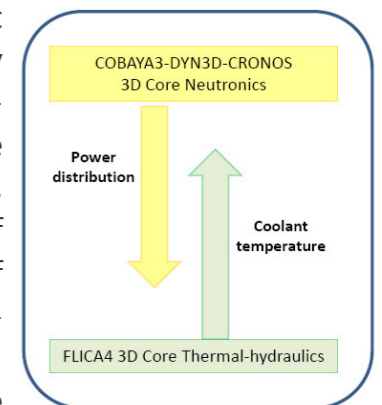 COBAYA3-DYN3D-CRONOS
3D Core Neutronics
Power
distribution
Coolant
temperature
FLICA4 3D Core Thermal-hydraulics